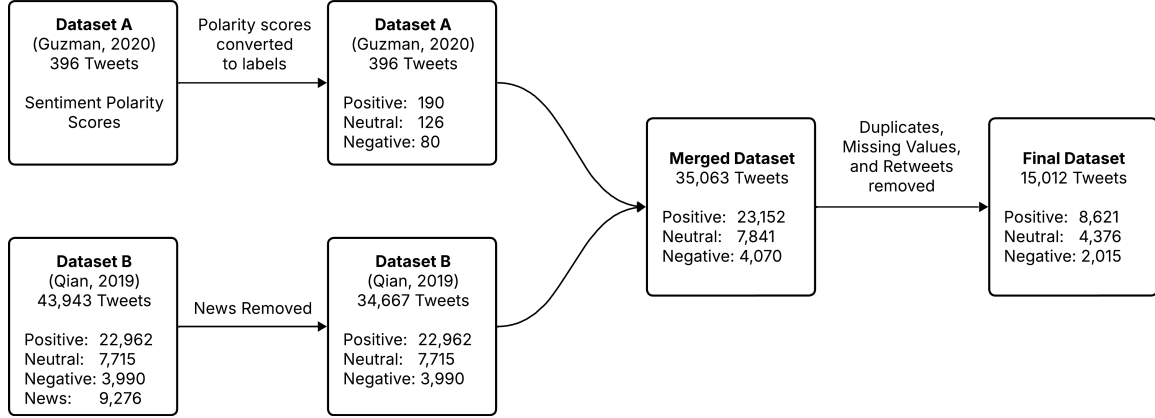 Dataset A
(Guzman, 2020)
396 Tweets
Sentiment Polarity
Scores
Polarity scores
converted
to labels
Dataset A
(Guzman, 2020)
396 Tweets
Positive: 190
Neutral: 126
Negative: 80
Dataset B
(Qian, 2019)
43,943 Tweets
Positive: 22,962
Neutral: 7,715
Negative: 3,990
News: 9,276
News Removed
Dataset B
(Qian, 2019)
34,667 Tweets
Positive: 22,962
Neutral: 7,715
Negative: 3,990
Merged Dataset
35,063 Tweets
Positive: 23,152
Neutral: 7,841
Negative: 4,070
Duplicates,
Missing Values,
and Retweets
removed
Final Dataset
15,012 Tweets
Positive: 8,621
Neutral: 4,376
Negative: 2,015